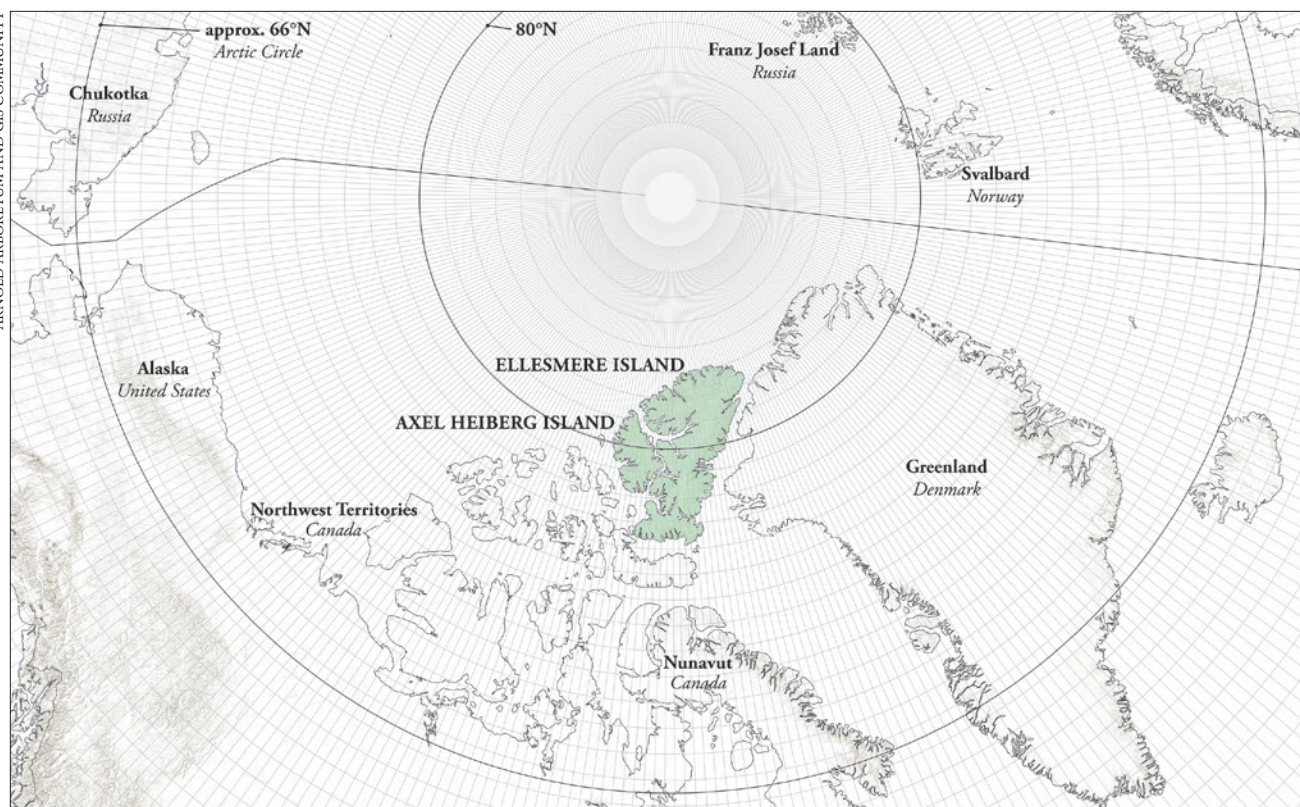 ARNOLD ARBORETUM AND GIS COMMUNITY
approx. 66°N
Arctic Circle
80°N
Franz Josef Land
Russia
Chukotka
Russia
Svalbard
Norway
ELLESMERE ISLAND
Alaska
United States
AXEL HEIBERG ISLAND
Greenland
Denmark
Northwest Territories
Canada
Nunavut
Canada